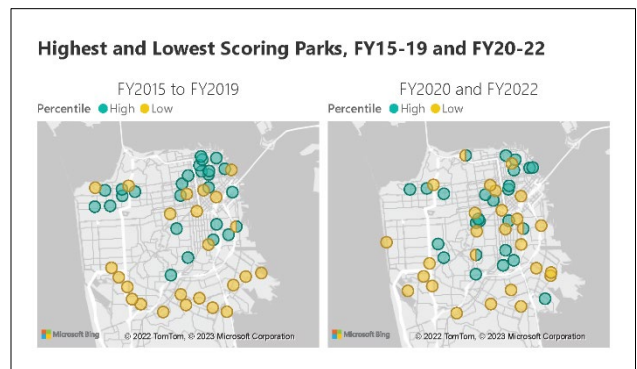 Highest and Lowest Scoring Parks, FY15-19 and FY20-22
FY2015 to FY2019
Percentile High Low
Microsoft Bing © 2022 TomTom, © 2023 Microsoft Corporation
FY2020 and FY2022
Percentile High Low
Microsoft Bing © 2022 TomTom, © 2023 Microsoft Corporation